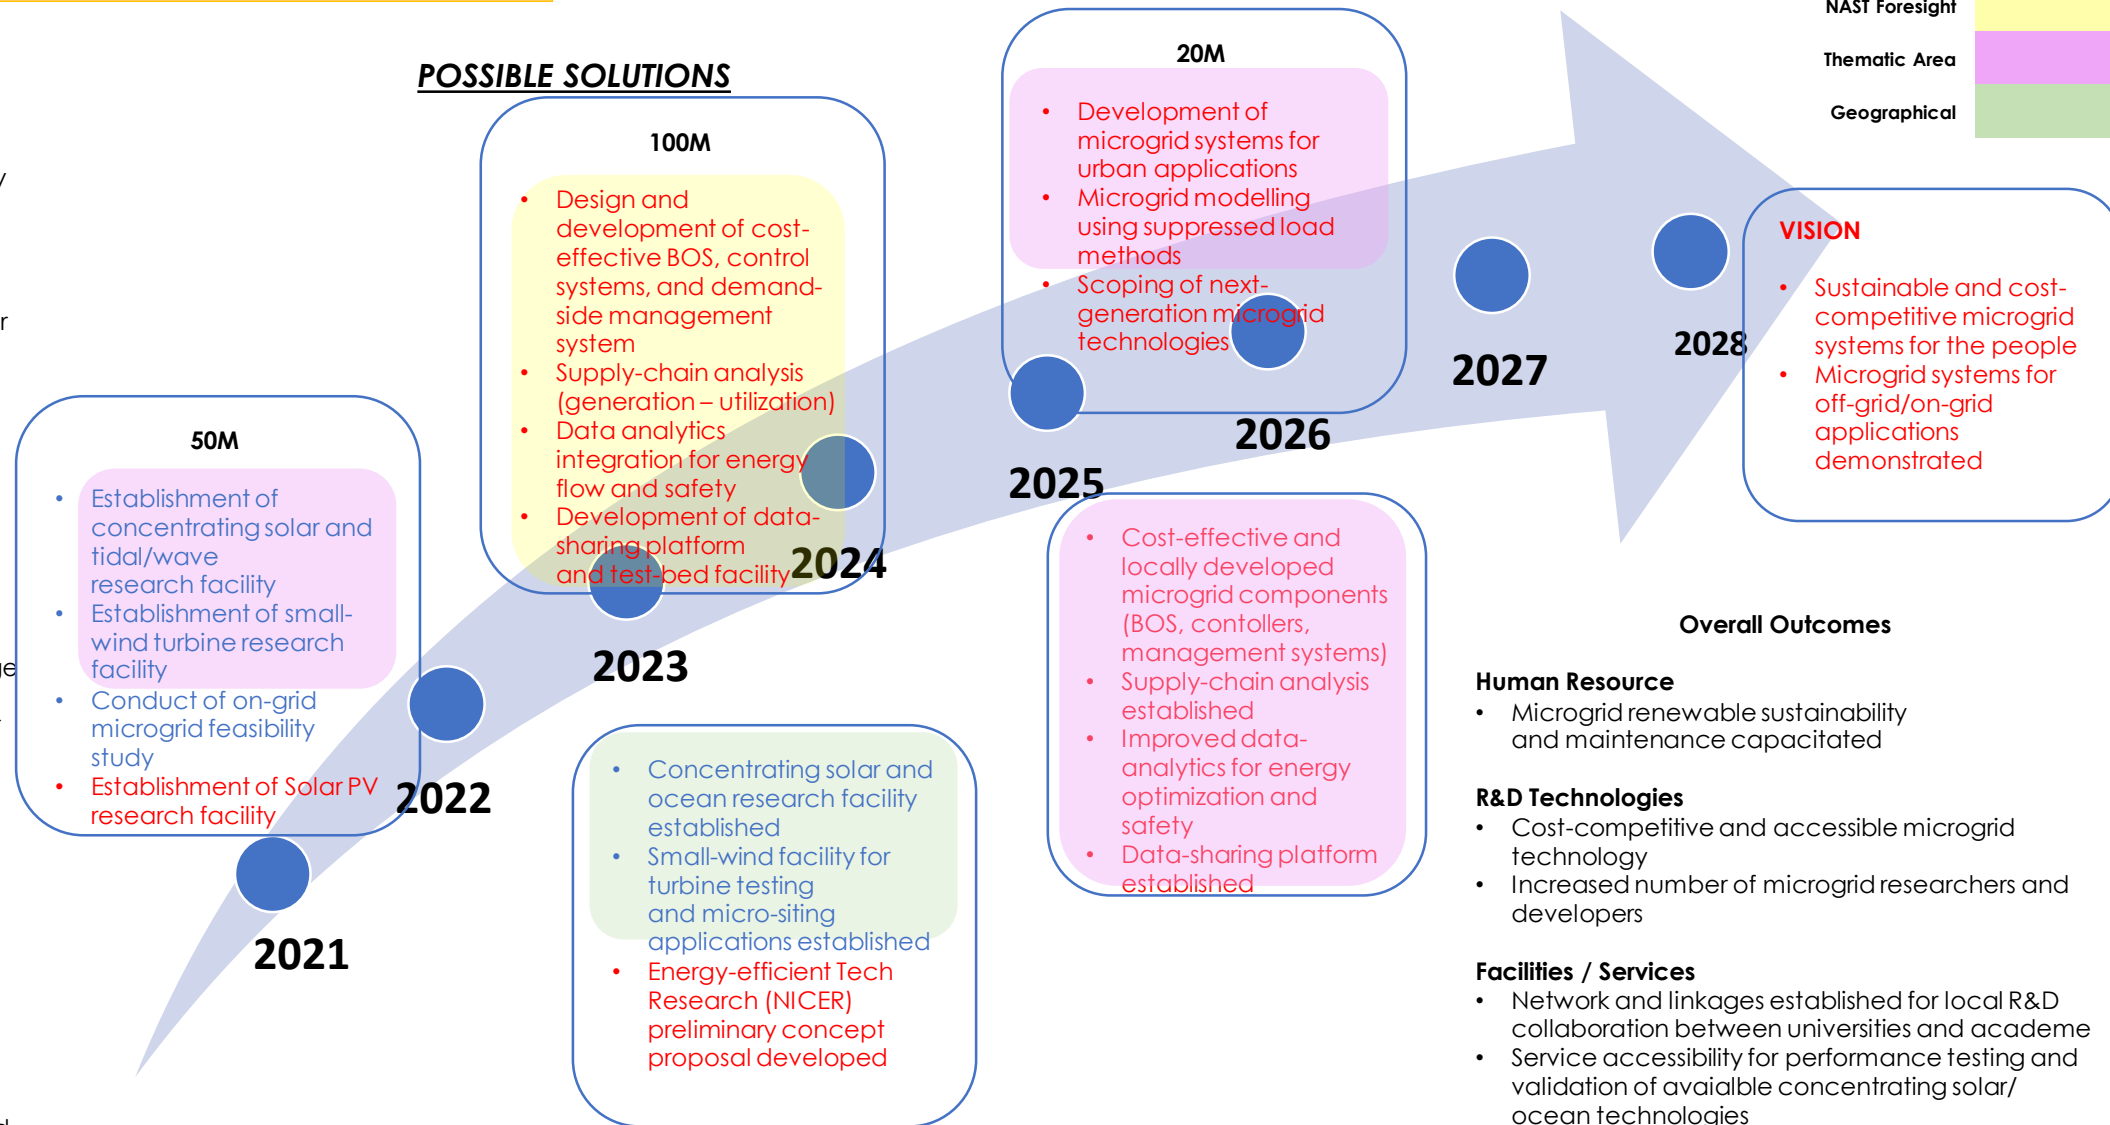 NAST Foresight
Thematic Area
Geographical
POSSIBLE SOLUTIONS
50M
• Establishment of
concentrating solar and
tidal/wave
research facility
• Establishment of small-
wind turbine research
facility
• Conduct of on-grid
microgrid feasibility
study
• Establishment of Solar PV
research facility
100M
• Design and
development of cost-
effective BOS, control
systems, and demand-
side management
system
• Supply-chain analysis
(generation – utilization)
• Data analytics
integration for energy
flow and safety
• Development of data-
sharing platform
and test-bed facility
20M
• Development of
microgrid systems for
urban applications
• Microgrid modelling
using suppressed load
methods
• Scoping of next-
generation microgrid
technologies
2021
2022
2023
2024
2025
2026
2027
2028
VISION
• Sustainable and cost-
competitive microgrid
systems for the people
• Microgrid systems for
off-grid/on-grid
applications
demonstrated
• Concentrating solar and
ocean research facility
established
• Small-wind facility for
turbine testing
and micro-siting
applications established
• Energy-efficient Tech
Research (NICER)
preliminary concept
proposal developed
• Cost-effective and
locally developed
microgrid components
(BOS, contollers,
management systems)
• Supply-chain analysis
established
• Improved data-
analytics for energy
optimization and
safety
• Data-sharing platform
established
Overall Outcomes
Human Resource
• Microgrid renewable sustainability
and maintenance capacitated
R&D Technologies
• Cost-competitive and accessible microgrid
technology
• Increased number of microgrid researchers and
developers
Facilities / Services
• Network and linkages established for local R&D
collaboration between universities and academe
• Service accessibility for performance testing and
validation of avaialble concentrating solar/
ocean technologies